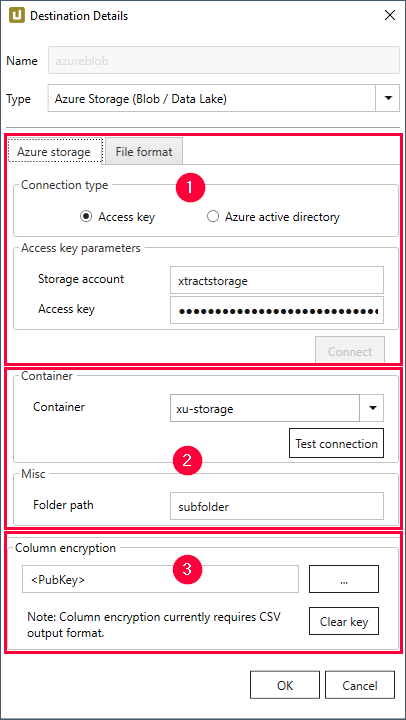 Destination Details
Name azureblob
Type Azure Storage (Blob / Data Lake)
Azure storage File format
Connection type
1
Access key Azure active directory
Access key parameters
Storage account xtractstorage
Access key ●●●●●●●●●●●●●●●●●●●●●●●●●●●●●
Connect
Container
Container xu-storage
Test connection
2
Misc
Folder path subfolder
Column encryption
3
<PubKey> ...
Note: Column encryption currently requires CSV
output format.
Clear key
OK Cancel